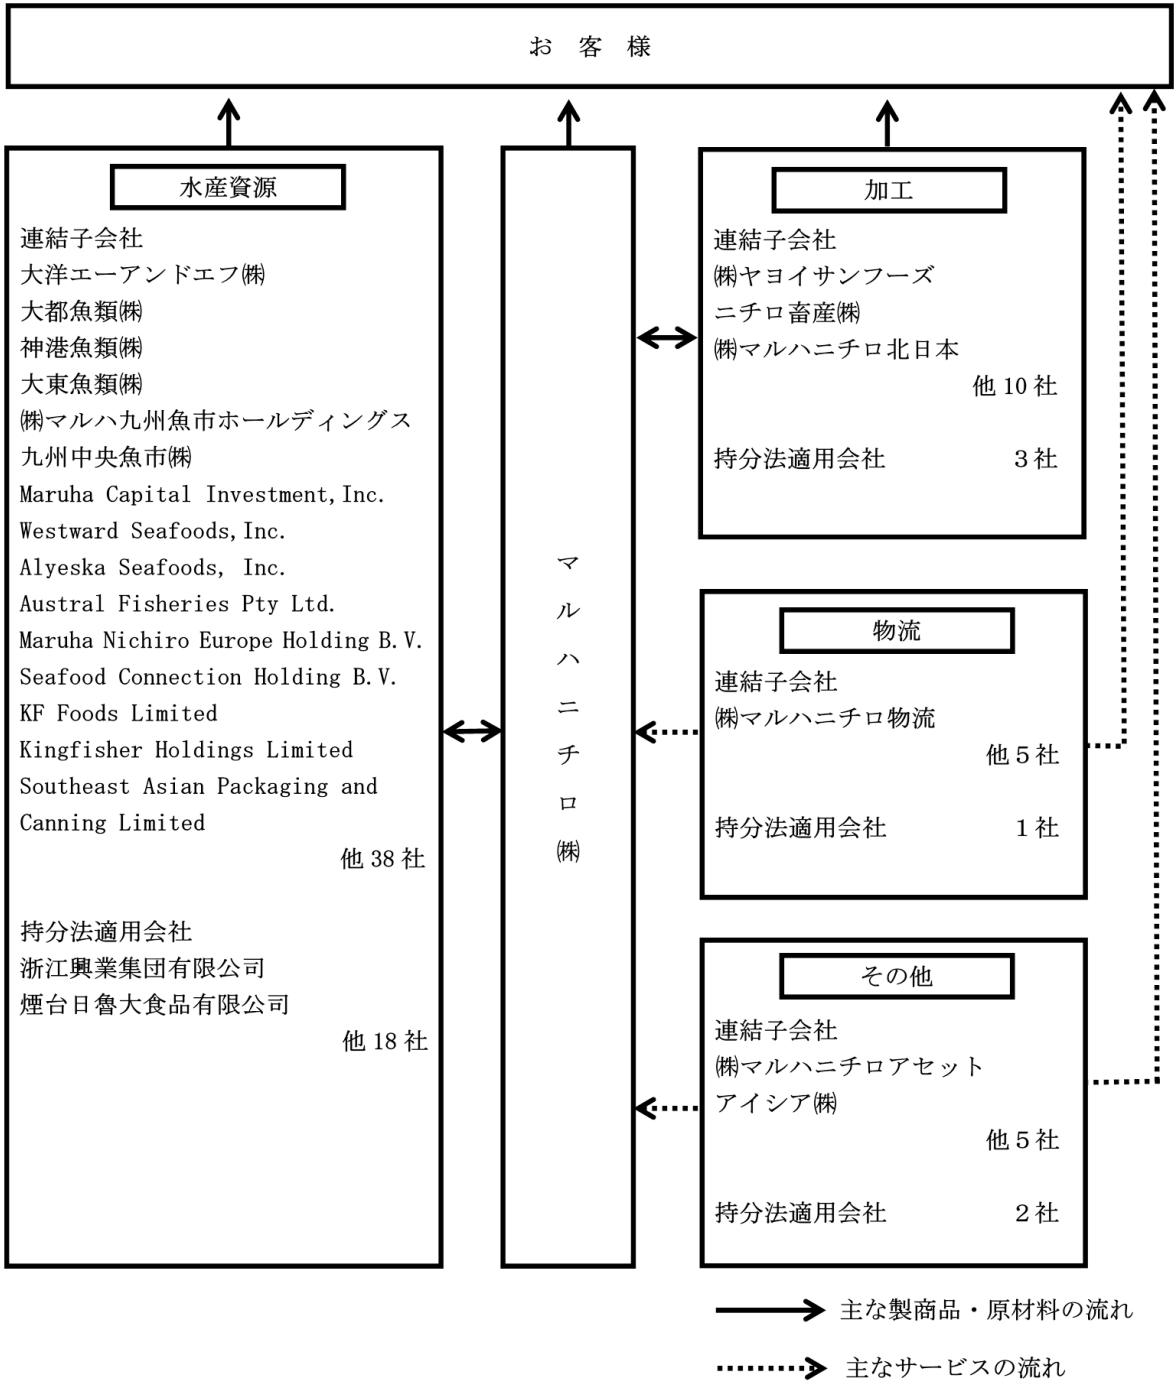 お 客 様
水産資源
連結子会社
大洋エーアンドエフ㈱
大都魚類㈱
神港魚類㈱
大東魚類㈱
㈱マルハ九州魚市ホールディングス
九州中央魚市㈱
Maruha Capital Investment,Inc.
Westward Seafoods,Inc.
Alyeska Seafoods, Inc.
Austral Fisheries Pty Ltd.
Maruha Nichiro Europe Holding B.V.
Seafood Connection Holding B.V.
KF Foods Limited
Kingfisher Holdings Limited
Southeast Asian Packaging and
Canning Limited
他 38 社
持分法適用会社
浙江興業集団有限公司
煙台日魯大食品有限公司
他 18 社
マルハニチロ㈱
加工
連結子会社
㈱ヤヨイサンフーズ
ニチロ畜産㈱
㈱マルハニチロ北日本
他 10 社
持分法適用会社 3 社
物流
連結子会社
㈱マルハニチロ物流
他 5 社
持分法適用会社 1 社
その他
連結子会社
㈱マルハニチロアセット
アイシア㈱
他 5 社
持分法適用会社 2 社
主な製商品・原材料の流れ
主なサービスの流れ